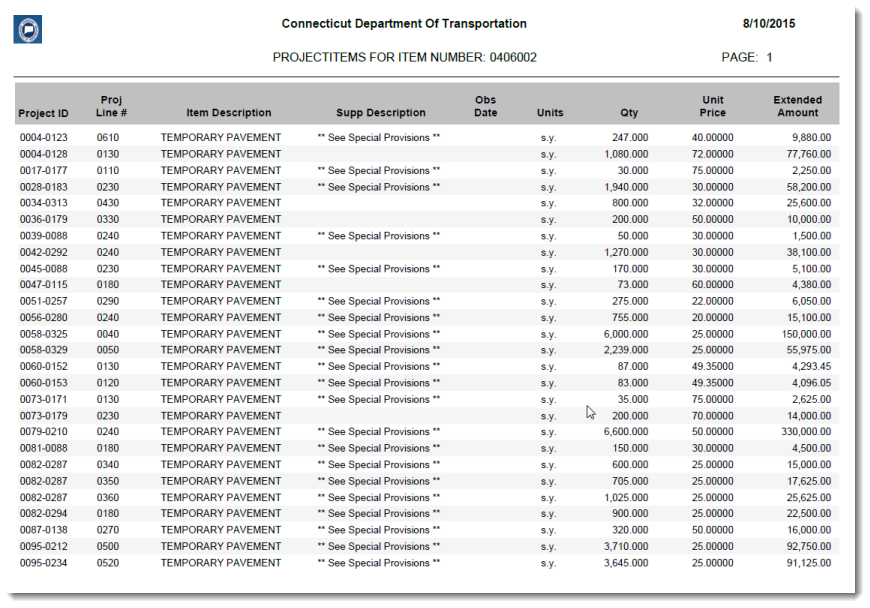 Connecticut Department Of Transportation 8/10/2015
PROJECTITEMS FOR ITEM NUMBER: 0406002 PAGE: 1
Project ID Proj Line # Item Description Supp Description Obs Date Units Qty Unit Price Extended Amount
0004-0123 0610 TEMPORARY PAVEMENT ** See Special Provisions ** s.y. 247.000 40.00000 9,880.00
0004-0128 0130 TEMPORARY PAVEMENT s.y. 1,080.000 72.00000 77,760.00
0017-0177 0110 TEMPORARY PAVEMENT ** See Special Provisions ** s.y. 30.000 75.00000 2,250.00
0028-0183 0230 TEMPORARY PAVEMENT ** See Special Provisions ** s.y. 1,940.000 30.00000 58,200.00
0034-0313 0430 TEMPORARY PAVEMENT s.y. 800.000 32.00000 25,600.00
0036-0179 0330 TEMPORARY PAVEMENT s.y. 200.000 50.00000 10,000.00
0039-0088 0240 TEMPORARY PAVEMENT ** See Special Provisions ** s.y. 50.000 30.00000 1,500.00
0042-0292 0240 TEMPORARY PAVEMENT s.y. 1,270.000 30.00000 38,100.00
0045-0088 0230 TEMPORARY PAVEMENT ** See Special Provisions ** s.y. 170.000 30.00000 5,100.00
0047-0115 0180 TEMPORARY PAVEMENT s.y. 73.000 60.00000 4,380.00
0051-0257 0290 TEMPORARY PAVEMENT ** See Special Provisions ** s.y. 275.000 22.00000 6,050.00
0056-0280 0240 TEMPORARY PAVEMENT ** See Special Provisions ** s.y. 755.000 20.00000 15,100.00
0058-0325 0040 TEMPORARY PAVEMENT ** See Special Provisions ** s.y. 6,000.000 25.00000 150,000.00
0058-0329 0050 TEMPORARY PAVEMENT ** See Special Provisions ** s.y. 2,239.000 25.00000 55,975.00
0060-0152 0130 TEMPORARY PAVEMENT ** See Special Provisions ** s.y. 87.000 49.35000 4,293.45
0060-0153 0120 TEMPORARY PAVEMENT ** See Special Provisions ** s.y. 83.000 49.35000 4,096.05
0073-0171 0130 TEMPORARY PAVEMENT ** See Special Provisions ** s.y. 35.000 75.00000 2,625.00
0073-0179 0230 TEMPORARY PAVEMENT s.y. 200.000 70.00000 14,000.00
0079-0210 0240 TEMPORARY PAVEMENT ** See Special Provisions ** s.y. 6,600.000 50.00000 330,000.00
0081-0088 0180 TEMPORARY PAVEMENT ** See Special Provisions ** s.y. 150.000 30.00000 4,500.00
0082-0287 0340 TEMPORARY PAVEMENT ** See Special Provisions ** s.y. 600.000 25.00000 15,000.00
0082-0287 0350 TEMPORARY PAVEMENT ** See Special Provisions ** s.y. 705.000 25.00000 17,625.00
0082-0287 0360 TEMPORARY PAVEMENT ** See Special Provisions ** s.y. 1,025.000 25.00000 25,625.00
0082-0294 0180 TEMPORARY PAVEMENT ** See Special Provisions ** s.y. 900.000 25.00000 22,500.00
0087-0138 0270 TEMPORARY PAVEMENT ** See Special Provisions ** s.y. 320.000 50.00000 16,000.00
0095-0212 0500 TEMPORARY PAVEMENT ** See Special Provisions ** s.y. 3,710.000 25.00000 92,750.00
0095-0234 0520 TEMPORARY PAVEMENT ** See Special Provisions ** s.y. 3,645.000 25.00000 91,125.00